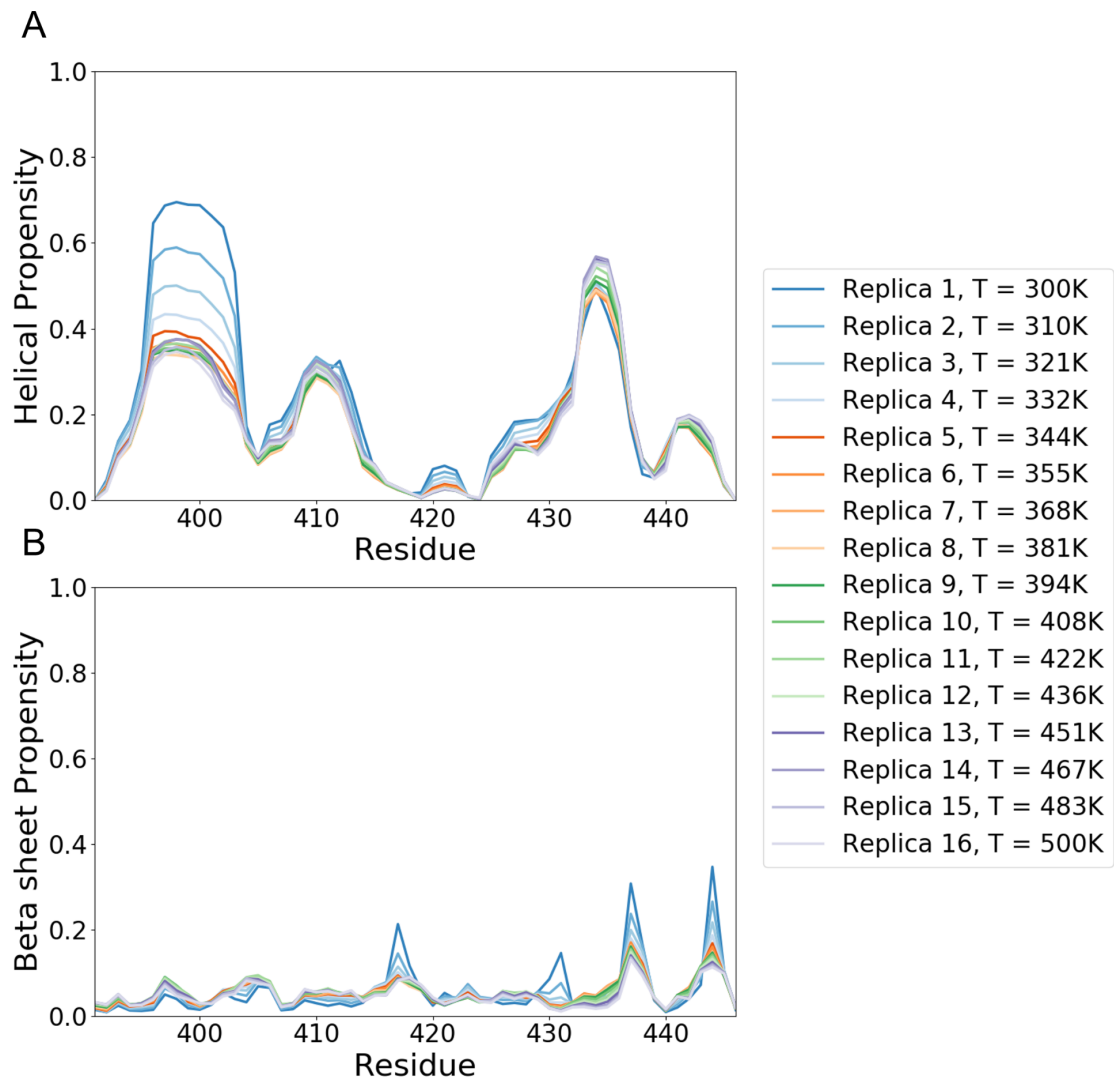 A
1.0
0.8
0.6
0.4
0.2
0.0
Helical Propensity
400 410 420 430 440
Residue
B
1.0
0.8
0.6
0.4
0.2
0.0
Beta sheet Propensity
400 410 420 430 440
Residue
Replica 1, T = 300K
Replica 2, T = 310K
Replica 3, T = 321K
Replica 4, T = 332K
Replica 5, T = 344K
Replica 6, T = 355K
Replica 7, T = 368K
Replica 8, T = 381K
Replica 9, T = 394K
Replica 10, T = 408K
Replica 11, T = 422K
Replica 12, T = 436K
Replica 13, T = 451K
Replica 14, T = 467K
Replica 15, T = 483K
Replica 16, T = 500K